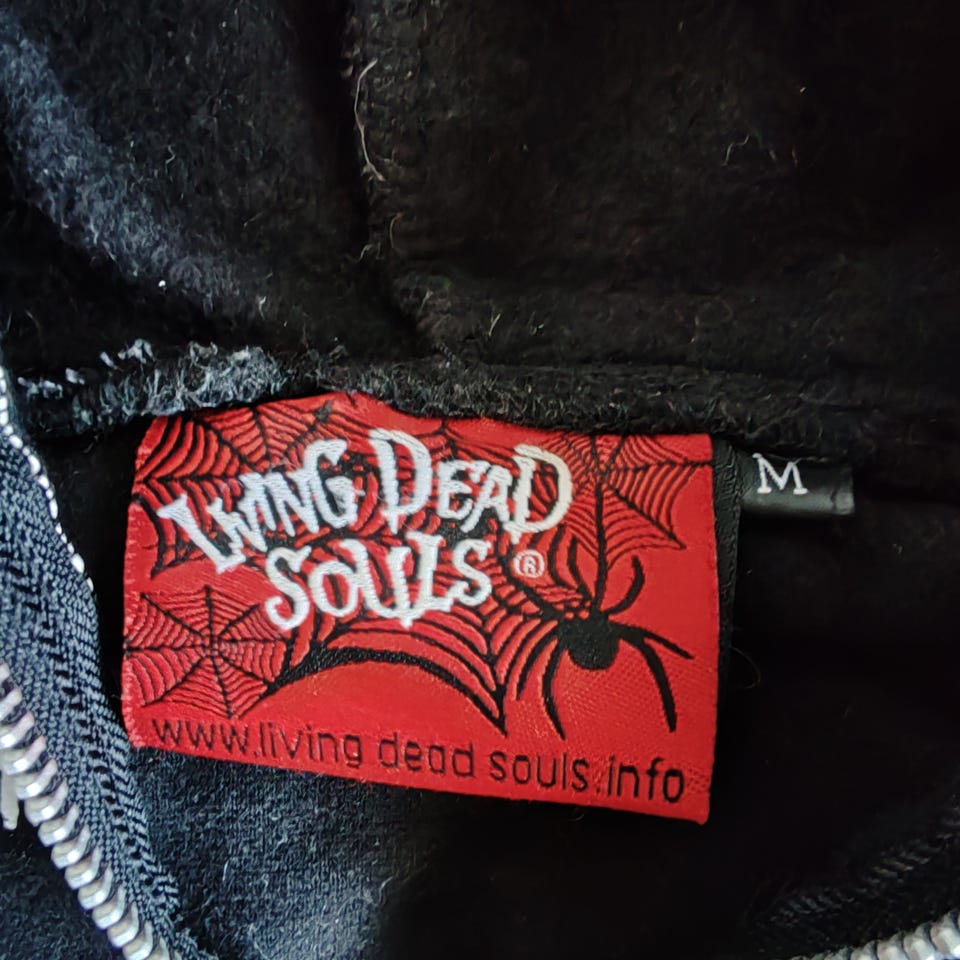 LIVING DEAD
SOULS ®
www.living dead souls.info
M